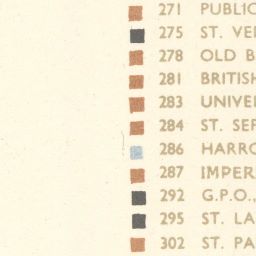 271 PUBLIC
275 ST. VE
278 OLD B
281 BRITISH
283 UNIVE
284 ST. SE
286 HARRO
287 IMPER
292 G.P.O.,
295 ST. LA
302 ST. PA